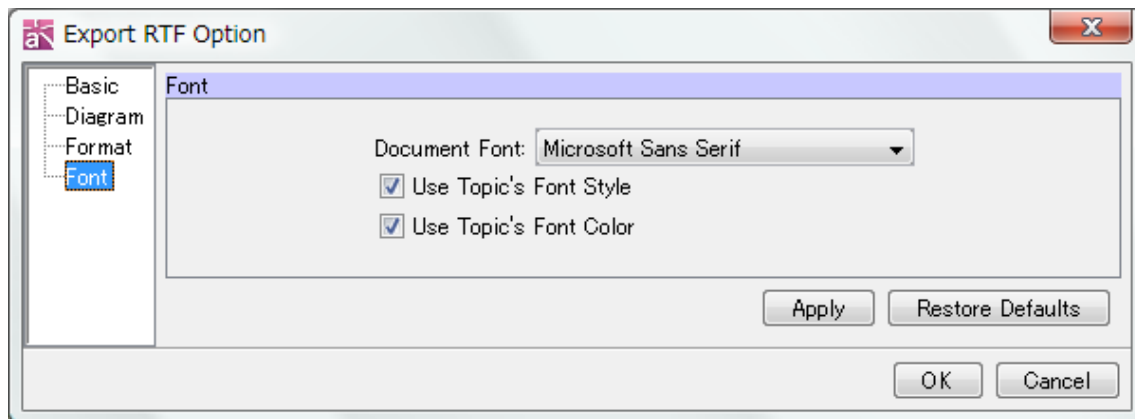 Export RTF Option
Basic
Diagram
Format
Font
Font
Document Font: Microsoft Sans Serif
Use Topic's Font Style
Use Topic's Font Color
Apply Restore Defaults
OK Cancel